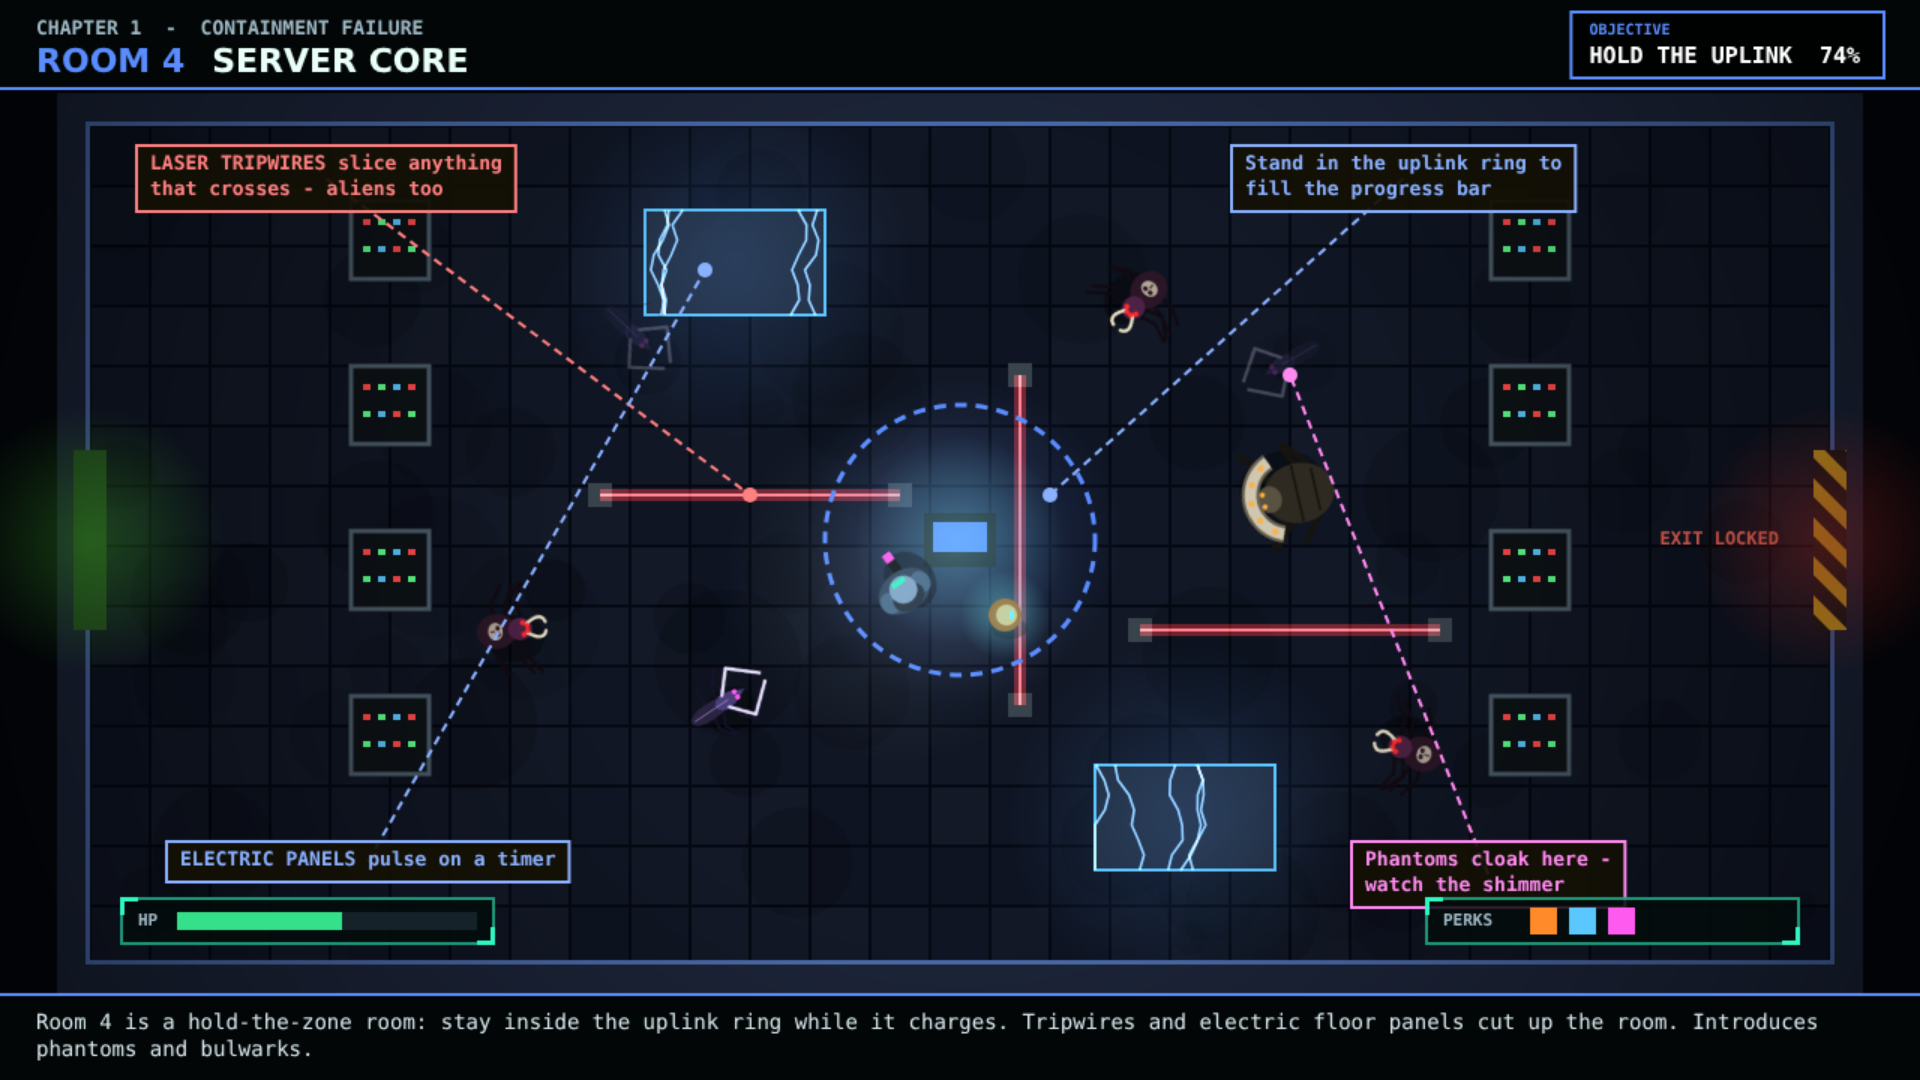 CHAPTER 1  -  CONTAINMENT FAILURE
ROOM 4  SERVER CORE
OBJECTIVE
HOLD THE UPLINK  74%
LASER TRIPWIRES slice anything
that crosses - aliens too
Stand in the uplink ring to
fill the progress bar
EXIT LOCKED
ELECTRIC PANELS pulse on a timer
Phantoms cloak here -
watch the shimmer
HP
PERKS
Room 4 is a hold-the-zone room: stay inside the uplink ring while it charges. Tripwires and electric floor panels cut up the room. Introduces
phantoms and bulwarks.